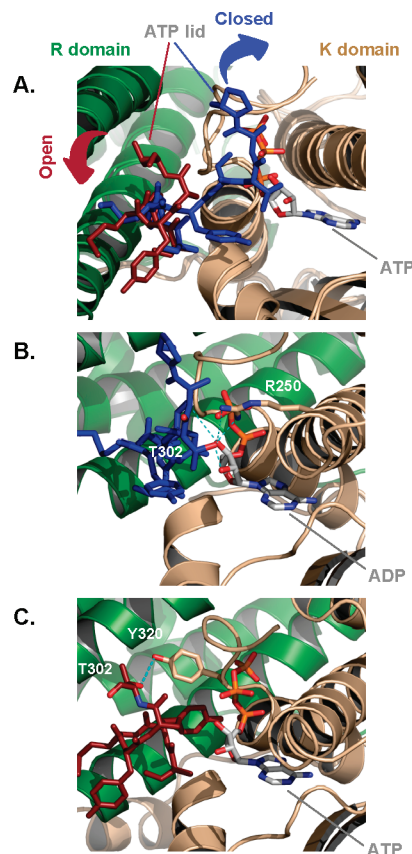 Closed
R domain
ATP lid
K domain
A.
Open
ATP
B.
R250
T302
ADP
C.
Y320
T302
ATP